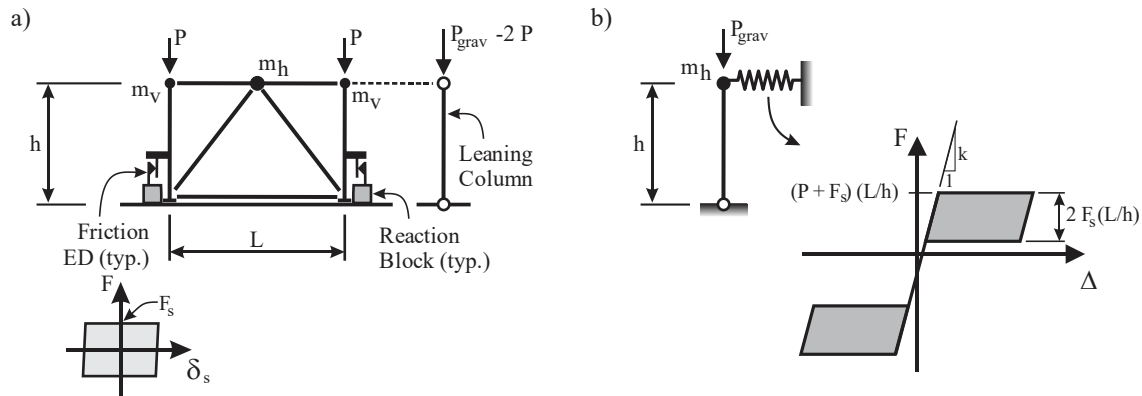 a)
P
P
P_grav - 2 P
m_h
m_v
m_v
h
Leaning
Column
Friction
ED (typ.)
L
Reaction
Block (typ.)
F
F_s
δ_s
b)
P_grav
m_h
h
F
k
1
(P + F_s) (L/h)
2 F_s (L/h)
Δ